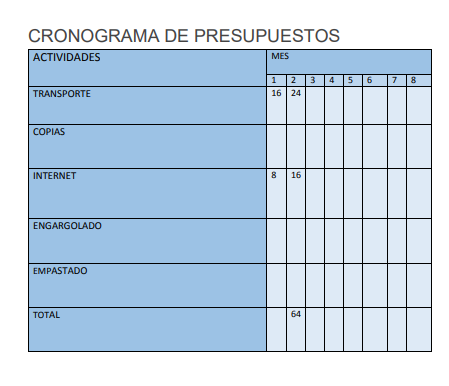 CRONOGRAMA DE PRESUPUESTOS
ACTIVIDADES MES
1 2 3 4 5 6 7 8
TRANSPORTE 16 24
COPIAS
INTERNET 8 16
ENGARGOLADO
EMPASTADO
TOTAL 64